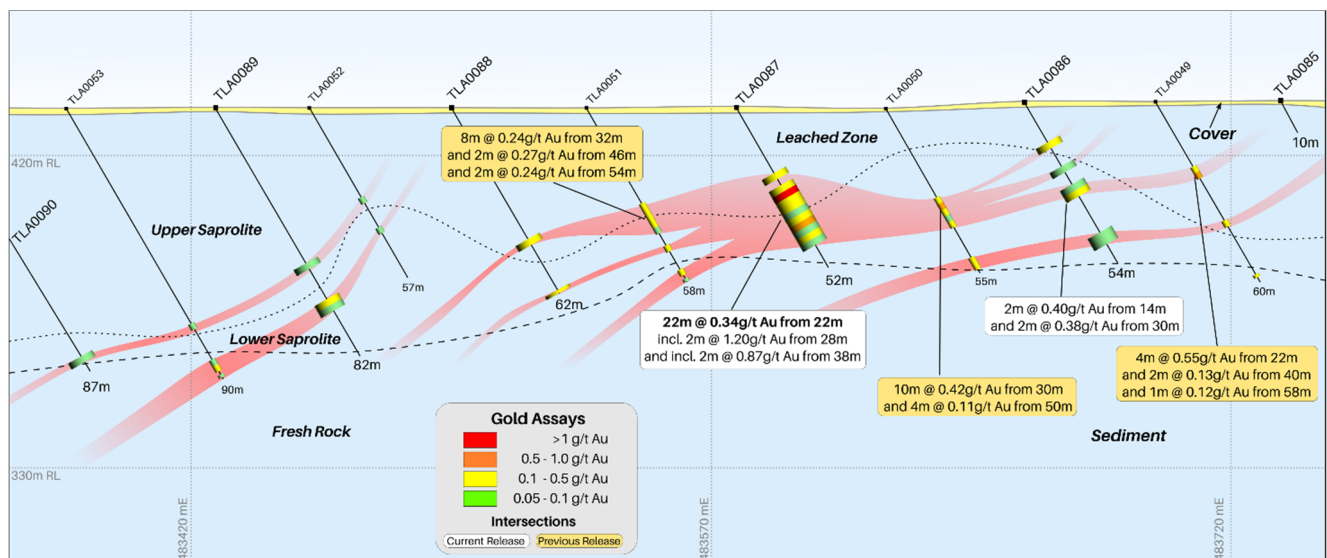 TLA0053
TLA0089
TLA0052
TLA0088
TLA0051
TLA0087
TLA0050
TLA0086
TLA0049
TLA0085
TLA0090
Leached Zone
Cover
10m
8m @ 0.24g/t Au from 32m
and 2m @ 0.27g/t Au from 46m
and 2m @ 0.24g/t Au from 54m
420m RL
Upper Saprolite
Lower Saprolite
87m
90m
82m
57m
62m
58m
52m
55m
54m
60m
22m @ 0.34g/t Au from 22m
incl. 2m @ 1.20g/t Au from 28m
and incl. 2m @ 0.87g/t Au from 38m
2m @ 0.40g/t Au from 14m
and 2m @ 0.38g/t Au from 30m
4m @ 0.55g/t Au from 22m
and 2m @ 0.13g/t Au from 40m
and 1m @ 0.12g/t Au from 58m
10m @ 0.42g/t Au from 30m
and 4m @ 0.11g/t Au from 50m
Fresh Rock
Sediment
330m RL
Gold Assays
>1 g/t Au
0.5 - 1.0 g/t Au
0.1 - 0.5 g/t Au
0.05 - 0.1 g/t Au
Intersections
Current Release
Previous Release
483420 mE
483570 mE
483720 mE